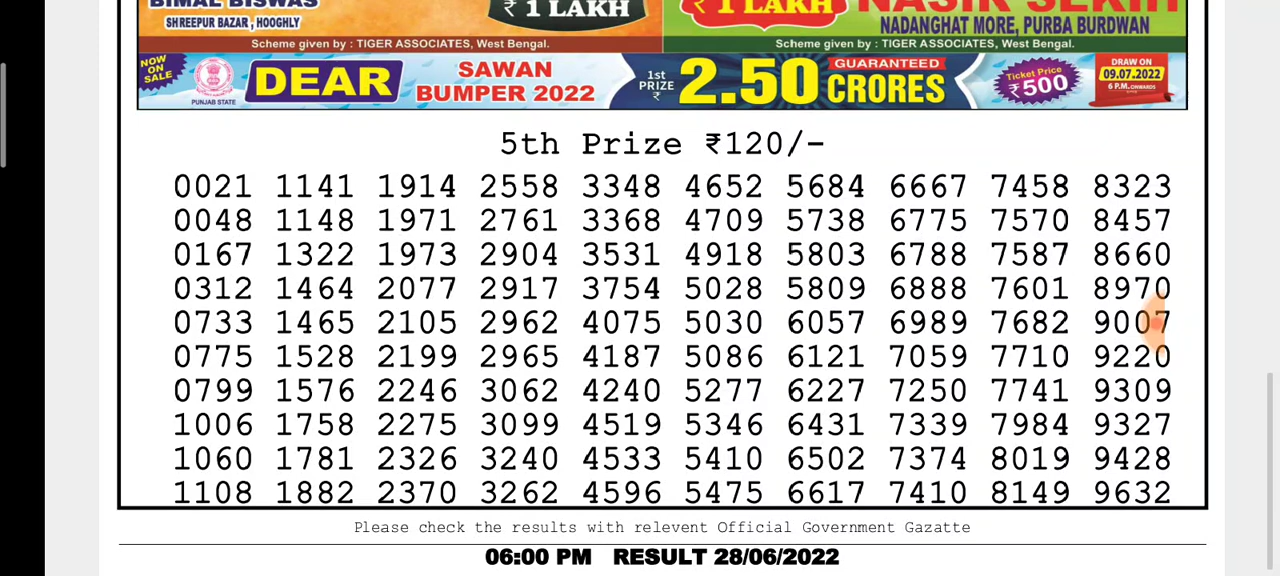 BIMAL BISWAS
SHREEPUR BAZAR, HOOGHLY
₹ 1 LAKH
₹ 1 LAKH
NASIR SEKH
NADANGHAT MORE, PURBA BURDWAN
Scheme given by : TIGER ASSOCIATES, West Bengal.
Scheme given by : TIGER ASSOCIATES, West Bengal.
NOW ON SALE
PUNJAB STATE
DEAR
SAWAN
BUMPER 2022
1st PRIZE ₹
2.50
GUARANTEED
CRORES
Ticket Price
₹500
DRAW ON
09.07.2022
6 P.M. ONWARDS
5th Prize ₹120/-
0021 1141 1914 2558 3348 4652 5684 6667 7458 8323
0048 1148 1971 2761 3368 4709 5738 6775 7570 8457
0167 1322 1973 2904 3531 4918 5803 6788 7587 8660
0312 1464 2077 2917 3754 5028 5809 6888 7601 8970
0733 1465 2105 2962 4075 5030 6057 6989 7682 9007
0775 1528 2199 2965 4187 5086 6121 7059 7710 9220
0799 1576 2246 3062 4240 5277 6227 7250 7741 9309
1006 1758 2275 3099 4519 5346 6431 7339 7984 9327
1060 1781 2326 3240 4533 5410 6502 7374 8019 9428
1108 1882 2370 3262 4596 5475 6617 7410 8149 9632
Please check the results with relevent Official Government Gazatte
06:00 PM RESULT 28/06/2022